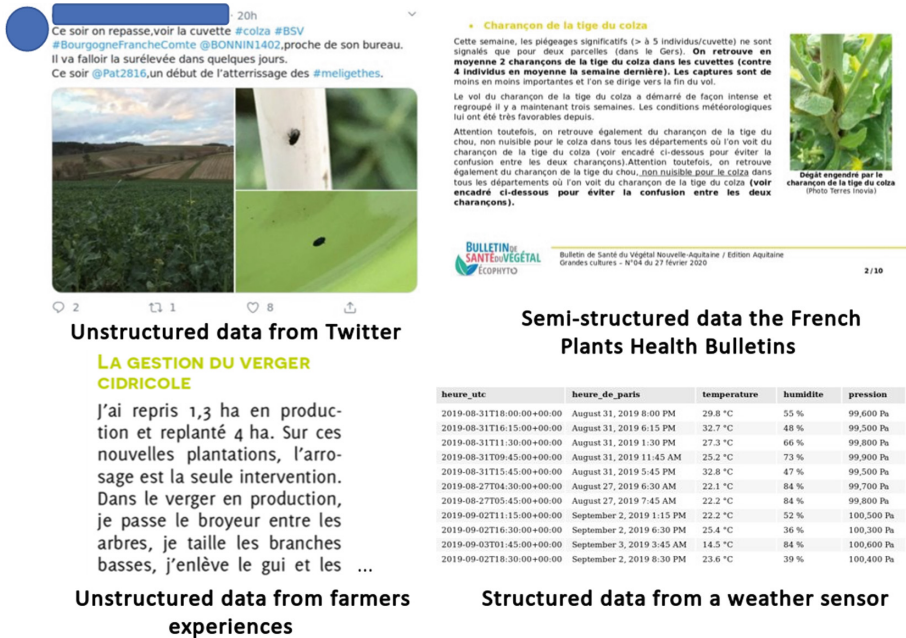 20h
Ce soir on repasse,voir la cuvette #colza #BSV
#BourgogneFrancheComte @BONNIN1402,proche de son bureau.
Il va falloir la surélevée dans quelques jours.
Ce soir @Pat2816,un début de l'atterrissage des #meligethes.
2 1 8
Unstructured data from Twitter
• Charançon de la tige du colza
Cette semaine, les piégeages significatifs (> à 5 individus/cuvette) ne sont
signalés que pour deux parcelles (dans le Gers). On retrouve en
moyenne 2 charançons de la tige du colza dans les cuvettes (contre
4 individus en moyenne la semaine dernière). Les captures sont de
moins en moins importantes et l'on se dirige vers la fin du vol.
Le vol du charançon de la tige du colza a démarré de façon intense et
regroupé il y a maintenant trois semaines. Les conditions météorologiques
lui ont été très favorables depuis.
Attention toutefois, on retrouve également du charançon de la tige du
chou, non nuisible pour le colza dans tous les départements où l'on voit du
charançon de la tige du colza (voir encadré ci-dessous pour éviter la
confusion entre les deux charançons).Attention toutefois, on retrouve
également du charançon de la tige du chou, non nuisible pour le colza dans
tous les départements où l'on voit du charançon de la tige du colza (voir
encadré ci-dessous pour éviter la confusion entre les deux
charançons).
Dégât engendré par le
charançon de la tige du colza
(Photo Terres Inovia)
BULLETIN DE
SANTÉ DU VÉGÉTAL
ÉCOPHYTO
Bulletin de Santé du Végétal Nouvelle-Aquitaine / Edition Aquitaine
Grandes cultures – N°04 du 27 février 2020
2/10
Semi-structured data the French
Plants Health Bulletins
LA GESTION DU VERGER
CIDRICOLE
J'ai repris 1,3 ha en produc-
tion et replanté 4 ha. Sur ces
nouvelles plantations, l'arro-
sage est la seule intervention.
Dans le verger en production,
je passe le broyeur entre les
arbres, je taille les branches
basses, j'enlève le gui et les ...
Unstructured data from farmers
experiences
heure_utc heure_de_paris temperature humidite pression
2019-08-31T18:00:00+00:00 August 31, 2019 8:00 PM 29.8 °C 55 % 99,600 Pa
2019-08-31T16:15:00+00:00 August 31, 2019 6:15 PM 32.7 °C 48 % 99,500 Pa
2019-08-31T11:30:00+00:00 August 31, 2019 1:30 PM 27.3 °C 66 % 99,800 Pa
2019-08-31T09:45:00+00:00 August 31, 2019 11:45 AM 25.2 °C 73 % 99,900 Pa
2019-08-31T15:45:00+00:00 August 31, 2019 5:45 PM 32.8 °C 47 % 99,500 Pa
2019-08-27T04:30:00+00:00 August 27, 2019 6:30 AM 22.1 °C 84 % 99,700 Pa
2019-08-27T05:45:00+00:00 August 27, 2019 7:45 AM 22.2 °C 84 % 99,800 Pa
2019-09-02T11:15:00+00:00 September 2, 2019 1:15 PM 22.2 °C 52 % 100,500 Pa
2019-09-02T16:30:00+00:00 September 2, 2019 6:30 PM 25.4 °C 36 % 100,300 Pa
2019-09-03T01:45:00+00:00 September 3, 2019 3:45 AM 14.5 °C 84 % 100,600 Pa
2019-09-02T18:30:00+00:00 September 2, 2019 8:30 PM 23.6 °C 39 % 100,400 Pa
Structured data from a weather sensor